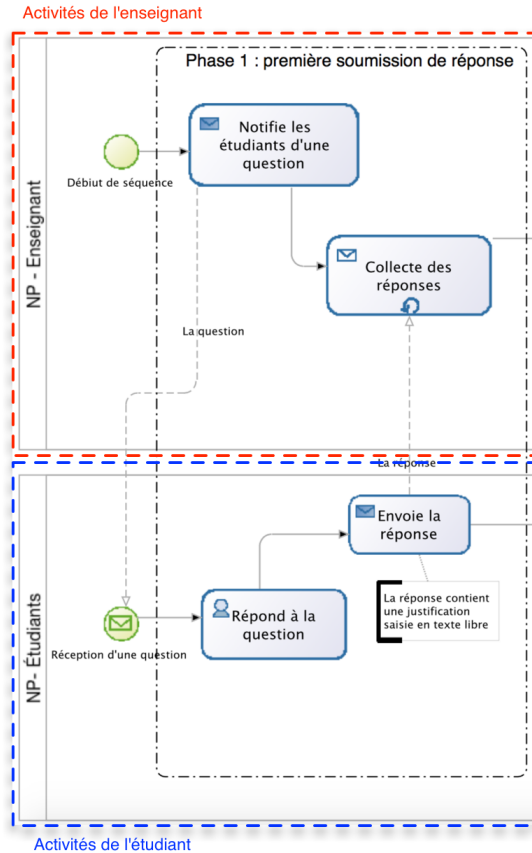 Activités de l'enseignant
Phase 1 : première soumission de réponse
Notifie les
étudiants d'une
question
Débiut de séquence
NP - Enseignant
Collecte des
réponses
La question
La réponse
Envoie la
réponse
La réponse contient
une justification
saisie en texte libre
Répond à la
question
Réception d'une question
NP- Étudiants
Activités de l'étudiant